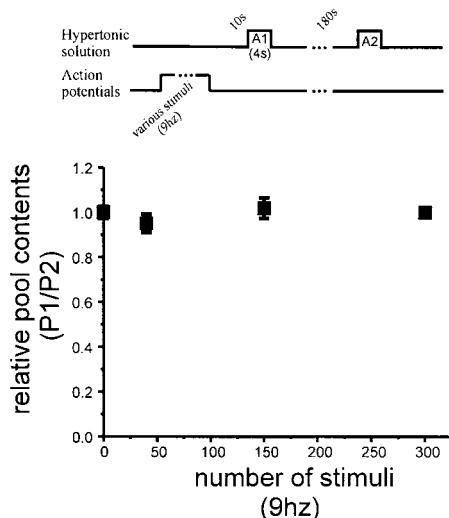 10s
180s
Hypertonic
solution
A1
(4s)
...
A2
Action
potentials
...
...
various stimuli
(9hz)
relative pool contents
(P1/P2)
1.2
1.0
0.8
0.6
0.4
0.2
0.0
0 50 100 150 200 250 300
number of stimuli
(9hz)